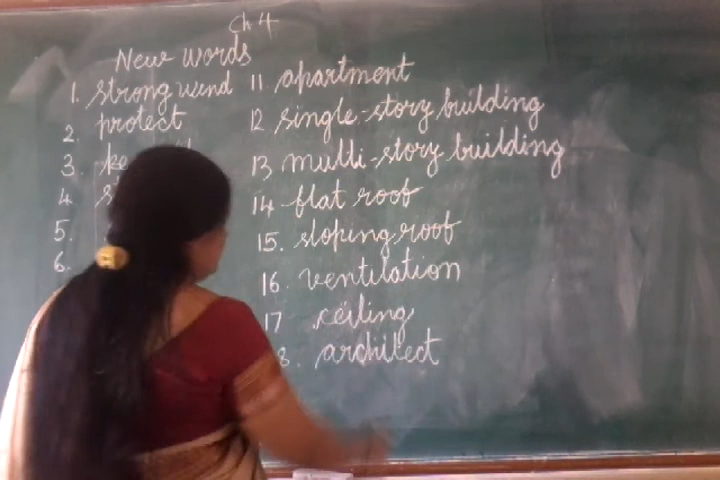 Ch 4
New words
1. strong wind
2. protect
3.
4.
5.
6.
11 apartment
12 single-story building
13 multi-story building
14 flat roof
15. sloping roof
16. ventilation
17 ceiling
8. architect